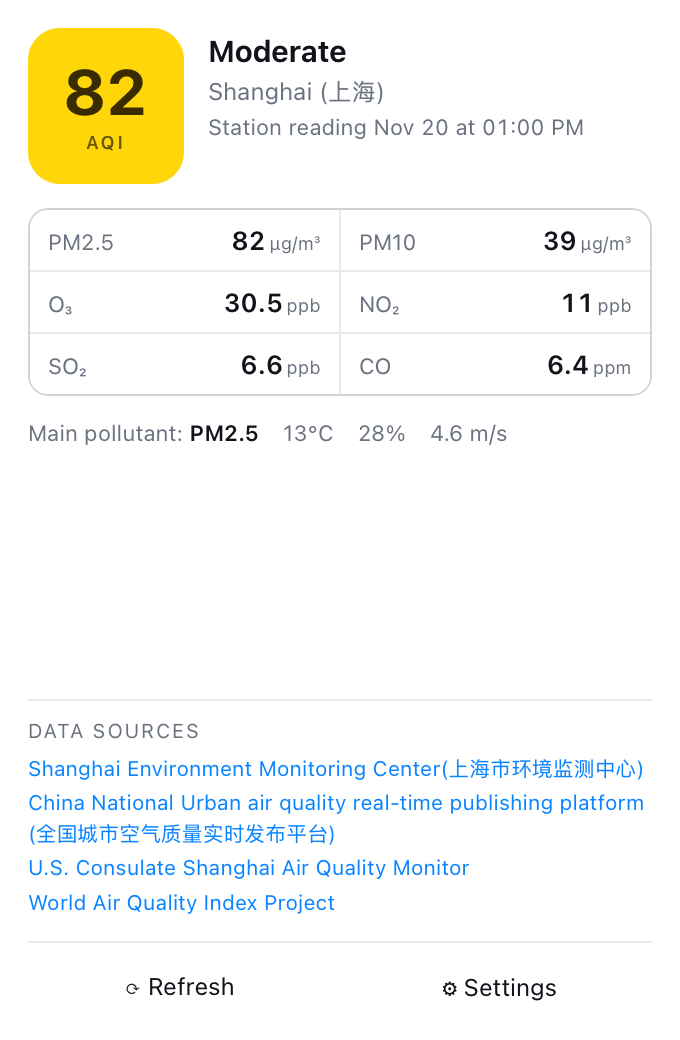 82
AQI
Moderate
Shanghai (上海)
Station reading Nov 20 at 01:00 PM
PM2.5 82 µg/m³ PM10 39 µg/m³
O₃ 30.5 ppb NO₂ 11 ppb
SO₂ 6.6 ppb CO 6.4 ppm
Main pollutant: PM2.5 13°C 28% 4.6 m/s
DATA SOURCES
Shanghai Environment Monitoring Center(上海市环境监测中心)
China National Urban air quality real-time publishing platform
(全国城市空气质量实时发布平台)
U.S. Consulate Shanghai Air Quality Monitor
World Air Quality Index Project
⟳ Refresh ⚙ Settings